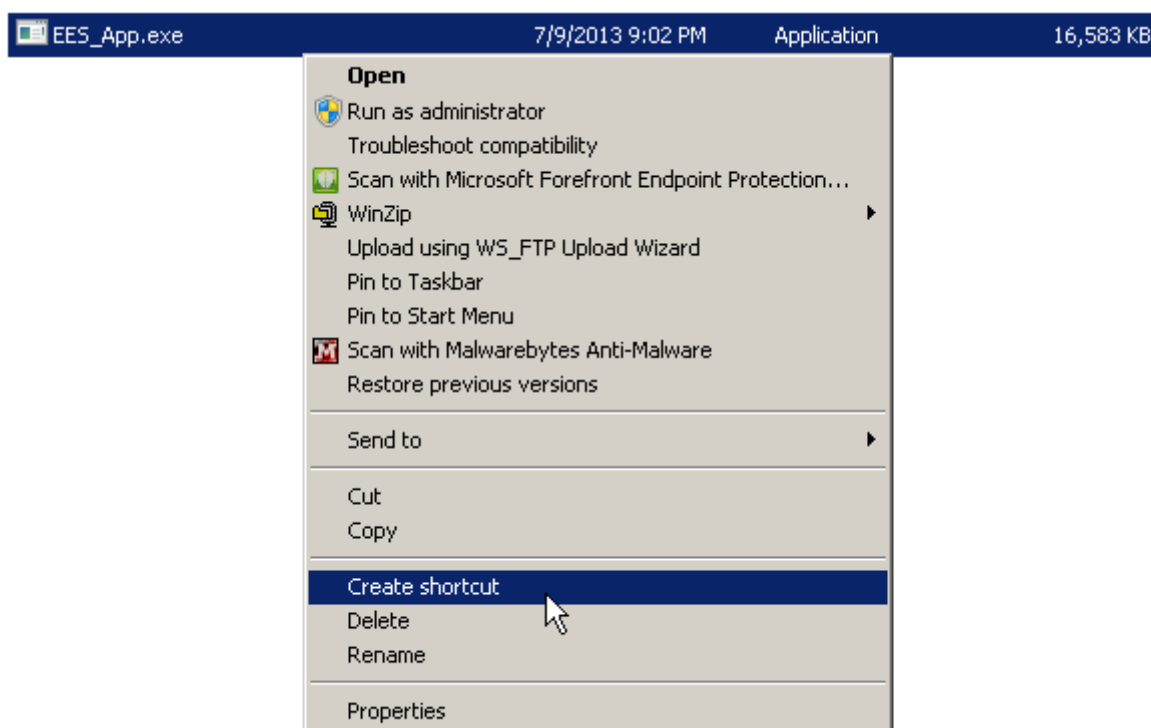 EES_App.exe 7/9/2013 9:02 PM Application 16,583 KB
Open
Run as administrator
Troubleshoot compatibility
Scan with Microsoft Forefront Endpoint Protection...
WinZip
Upload using WS_FTP Upload Wizard
Pin to Taskbar
Pin to Start Menu
Scan with Malwarebytes Anti-Malware
Restore previous versions
Send to
Cut
Copy
Create shortcut
Delete
Rename
Properties